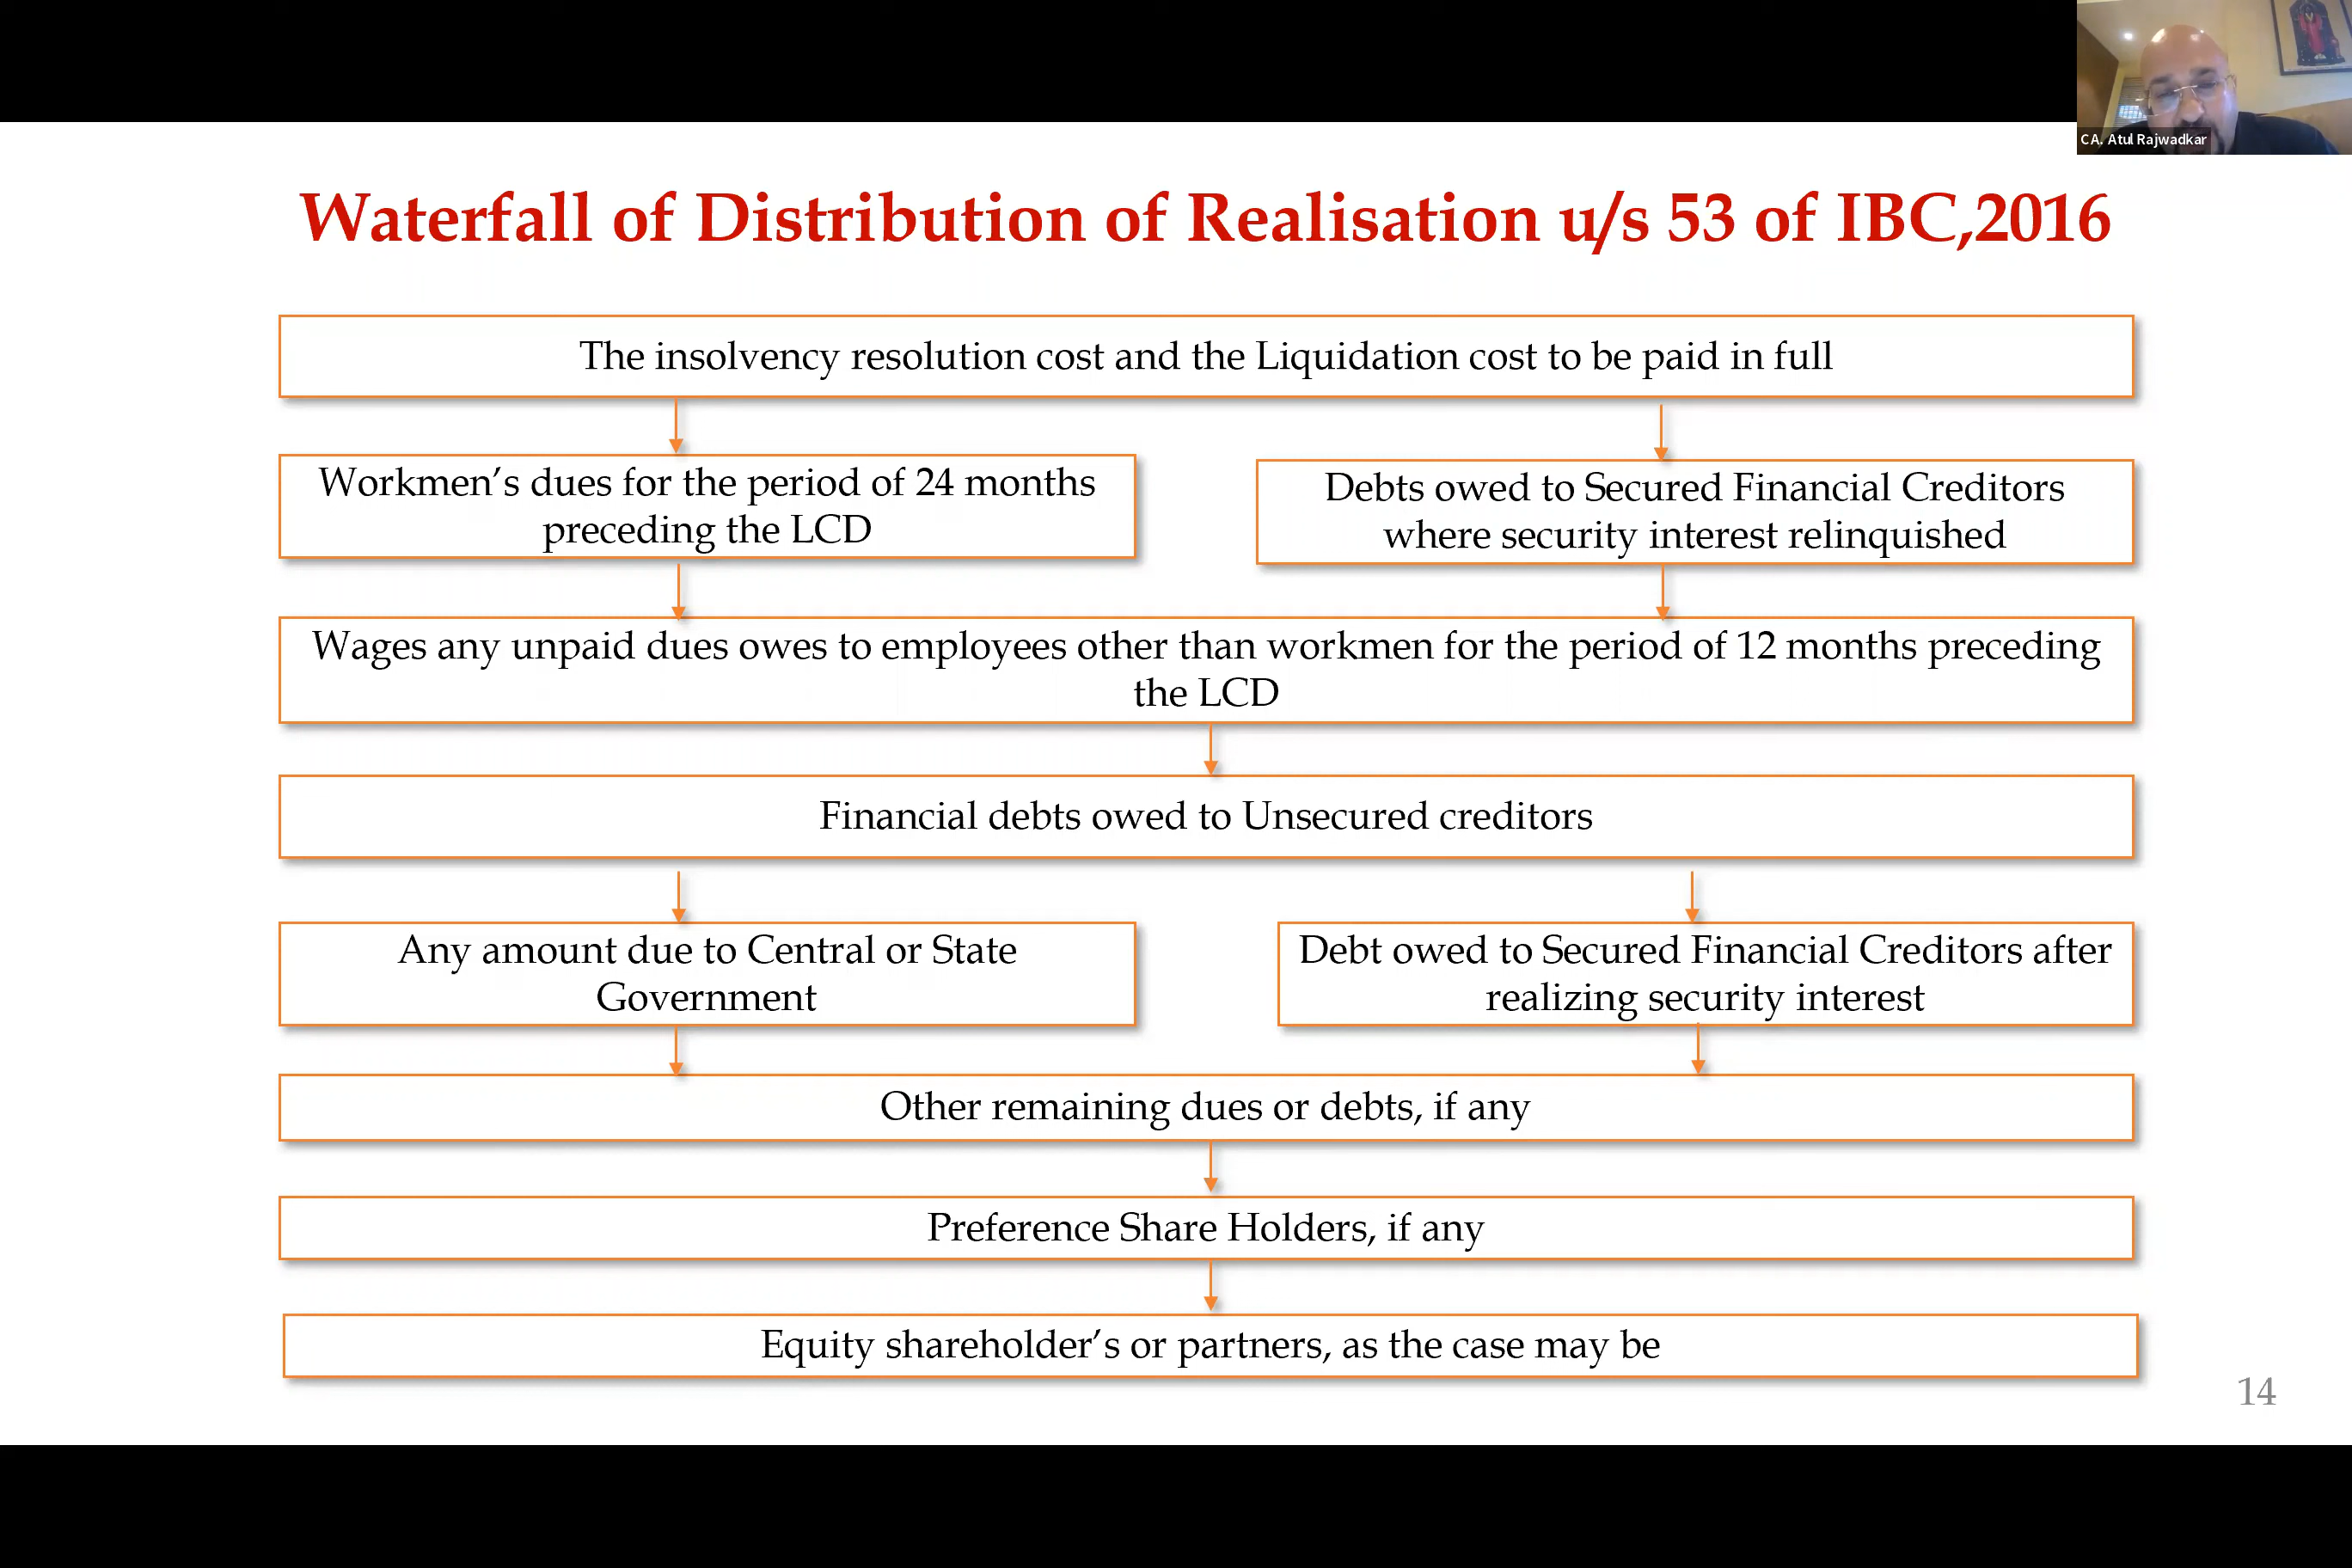 CA. Atul Rajwadkar
Waterfall of Distribution of Realisation u/s 53 of IBC,2016
The insolvency resolution cost and the Liquidation cost to be paid in full
Workmen’s dues for the period of 24 months
preceding the LCD
Debts owed to Secured Financial Creditors
where security interest relinquished
Wages any unpaid dues owes to employees other than workmen for the period of 12 months preceding
the LCD
Financial debts owed to Unsecured creditors
Any amount due to Central or State
Government
Debt owed to Secured Financial Creditors after
realizing security interest
Other remaining dues or debts, if any
Preference Share Holders, if any
Equity shareholder’s or partners, as the case may be
14